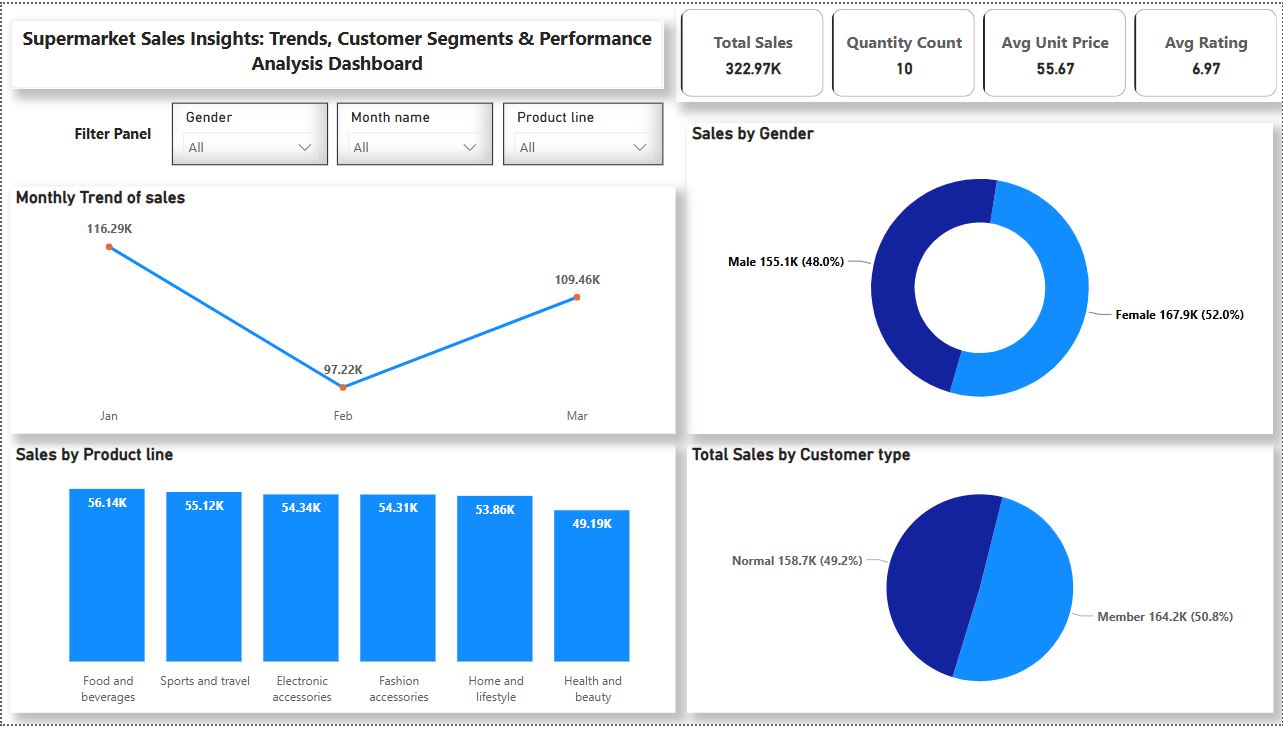 Supermarket Sales Insights: Trends, Customer Segments & Performance
Analysis Dashboard
Total Sales
322.97K
Quantity Count
10
Avg Unit Price
55.67
Avg Rating
6.97
Filter Panel
Gender
All
Month name
All
Product line
All
Monthly Trend of sales
116.29K
97.22K
109.46K
Jan
Feb
Mar
Sales by Gender
Male 155.1K (48.0%)
Female 167.9K (52.0%)
Sales by Product line
56.14K
55.12K
54.34K
54.31K
53.86K
49.19K
Food and
beverages
Sports and travel
Electronic
accessories
Fashion
accessories
Home and
lifestyle
Health and
beauty
Total Sales by Customer type
Normal 158.7K (49.2%)
Member 164.2K (50.8%)